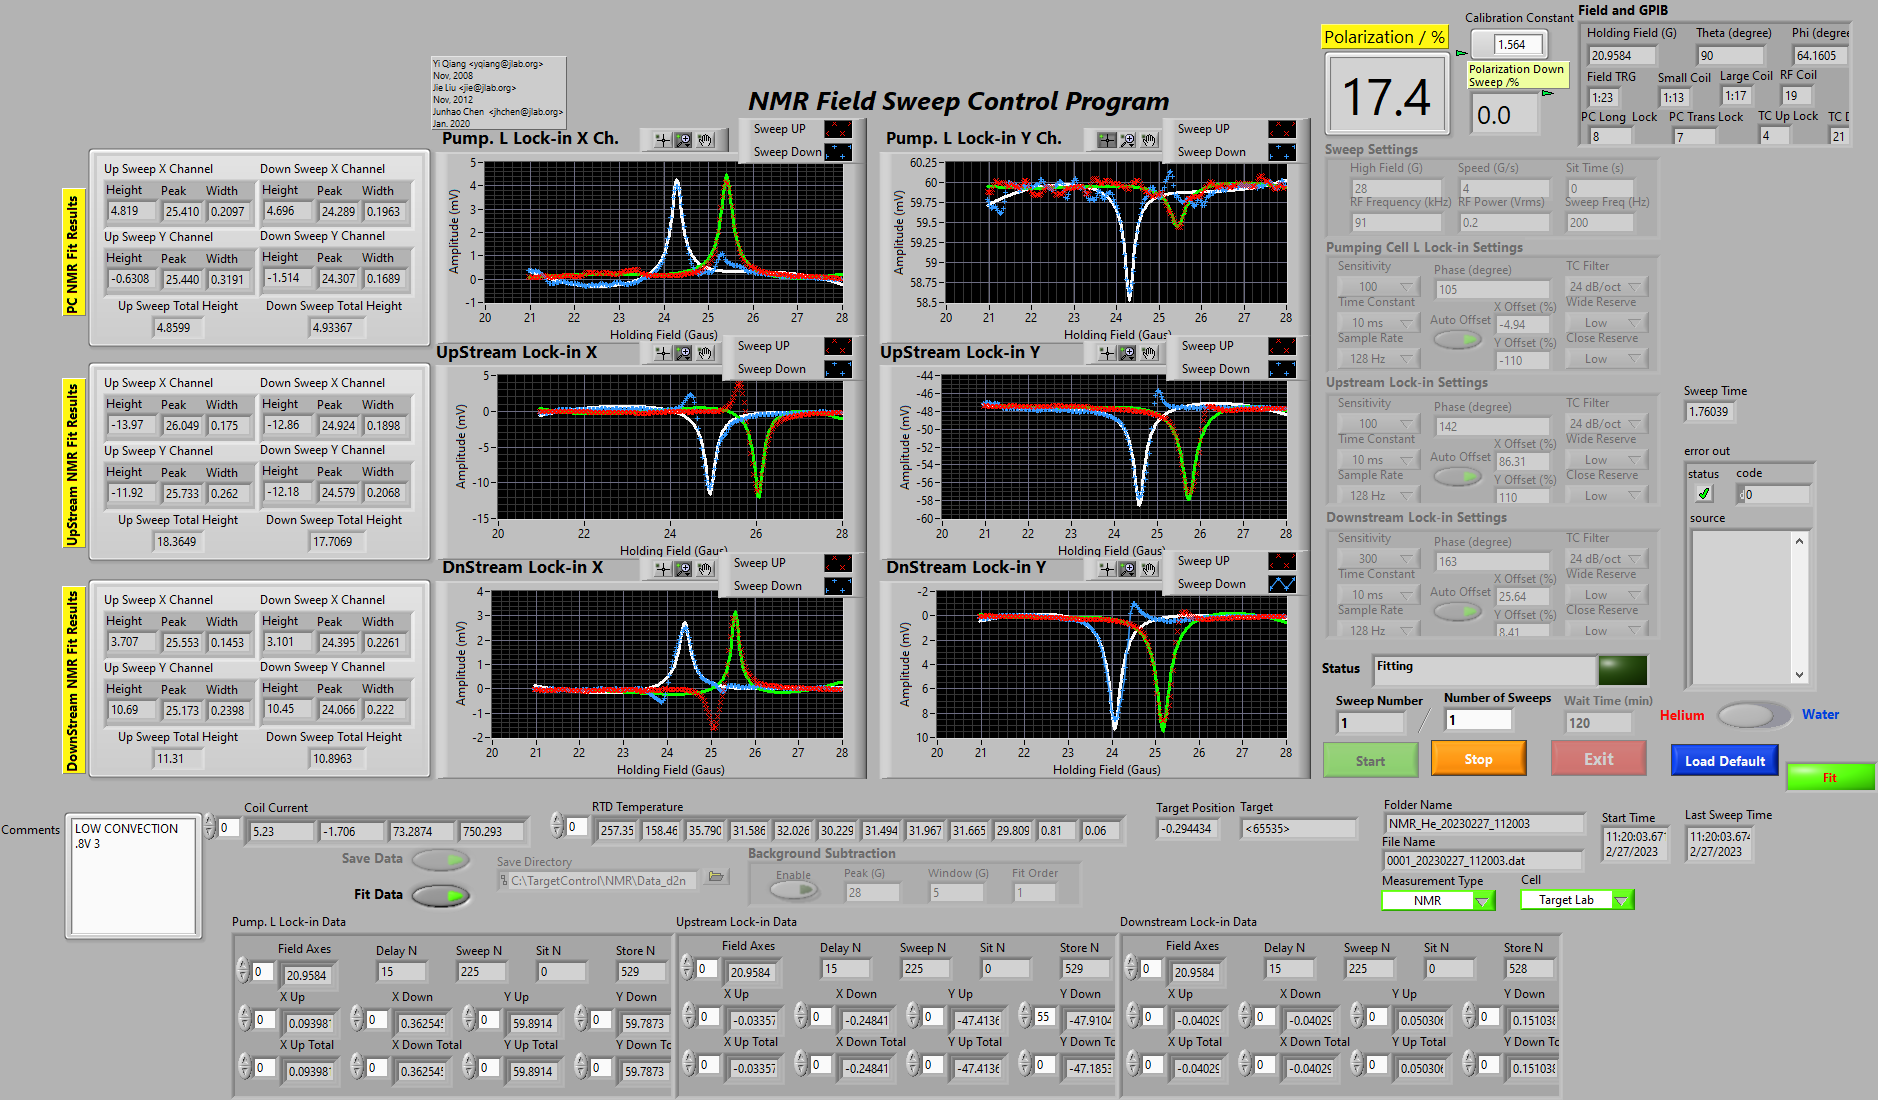 Yi Qiang <yqiang@jlab.org>
Nov, 2008
Jie Liu <jie@jlab.org>
Nov, 2012
Junhao Chen <jhchen@jlab.org>
Jan. 2020
NMR Field Sweep Control Program
Polarization / %
17.4
Calibration Constant
1.564
Polarization Down
Sweep /%
0.0
Field and GPIB
Holding Field (G) Theta (degree) Phi (degree
20.9584 90 64.1605
Field TRG Small Coil Large Coil RF Coil
1:23 1:13 1:17 19
PC Long Lock PC Trans Lock TC Up Lock TC D
8 7 4 21
PC NMR Fit Results
Up Sweep X Channel Down Sweep X Channel
Height Peak Width Height Peak Width
4.819 25.410 0.2097 4.696 24.289 0.1963
Up Sweep Y Channel Down Sweep Y Channel
Height Peak Width Height Peak Width
-0.6308 25.440 0.3191 -1.514 24.307 0.1689
Up Sweep Total Height Down Sweep Total Height
4.8599 4.93367
UpStream NMR Fit Results
Up Sweep X Channel Down Sweep X Channel
Height Peak Width Height Peak Width
-13.97 26.049 0.175 -12.86 24.924 0.1898
Up Sweep Y Channel Down Sweep Y Channel
Height Peak Width Height Peak Width
-11.92 25.733 0.262 -12.18 24.579 0.2068
Up Sweep Total Height Down Sweep Total Height
18.3649 17.7069
DownStream NMR Fit Results
Up Sweep X Channel Down Sweep X Channel
Height Peak Width Height Peak Width
3.707 25.553 0.1453 3.101 24.395 0.2261
Up Sweep Y Channel Down Sweep Y Channel
Height Peak Width Height Peak Width
10.69 25.173 0.2398 10.45 24.066 0.222
Up Sweep Total Height Down Sweep Total Height
11.31 10.8963
Pump. L Lock-in X Ch.
Sweep UP
Sweep Down
Amplitude (mV)
5
4
3
2
1
0
-1
20 21 22 23 24 25 26 27 28
Holding Field (Gaus)
Pump. L Lock-in Y Ch.
Sweep UP
Sweep Down
Amplitude (mV)
60.25
60
59.75
59.5
59.25
59
58.75
58.5
20 21 22 23 24 25 26 27 28
Holding Field (Gaus)
UpStream Lock-in X
Sweep UP
Sweep Down
Amplitude (mV)
5
0
-5
-10
-15
20 22 24 26 28
Holding Field (Gaus)
UpStream Lock-in Y
Sweep UP
Sweep Down
Amplitude (mV)
-44
-46
-48
-50
-52
-54
-56
-58
-60
20 21 22 23 24 25 26 27 28
Holding Field (Gaus)
DnStream Lock-in X
Sweep UP
Sweep Down
Amplitude (mV)
4
3
2
1
0
-1
-2
20 21 22 23 24 25 26 27 28
Holding Field (Gaus)
DnStream Lock-in Y
Sweep UP
Sweep Down
Amplitude (mV)
-2
0
2
4
6
8
10
20 21 22 23 24 25 26 27 28
Holding Field (Gaus)
Sweep Settings
High Field (G) Speed (G/s) Sit Time (s)
28 4 0
RF Frequency (kHz) RF Power (Vrms) Sweep Freq (Hz)
91 0.2 200
Pumping Cell L Lock-in Settings
Sensitivity Phase (degree) TC Filter
100 105 24 dB/oct
Time Constant X Offset (%) Wide Reserve
10 ms Auto Offset -4.94 Low
Sample Rate Y Offset (%) Close Reserve
128 Hz -110 Low
Upstream Lock-in Settings
Sensitivity Phase (degree) TC Filter
100 142 24 dB/oct
Time Constant X Offset (%) Wide Reserve
10 ms Auto Offset 86.31 Low
Sample Rate Y Offset (%) Close Reserve
128 Hz 110 Low
Downstream Lock-in Settings
Sensitivity Phase (degree) TC Filter
300 163 24 dB/oct
Time Constant X Offset (%) Wide Reserve
10 ms Auto Offset 25.64 Low
Sample Rate Y Offset (%) Close Reserve
128 Hz 8.41 Low
Sweep Time
1.76039
error out
status code
0
source
Status Fitting
Sweep Number Number of Sweeps Wait Time (min)
1 / 1 120
Helium Water
Start Stop Exit Load Default Fit
Comments
LOW CONVECTION
.8V 3
Coil Current
0 5.23 -1.706 73.2874 750.293
RTD Temperature
0 257.35 158.46 35.790 31.586 32.026 30.229 31.494 31.967 31.665 29.809 0.81 0.06
Target Position Target
-0.294434 <65535>
Save Data
Fit Data
Save Directory
C:\TargetControl\NMR\Data_d2n
Background Subtraction
Enable Peak (G) Window (G) Fit Order
28 5 1
Folder Name
NMR_He_20230227_112003
File Name
0001_20230227_112003.dat
Measurement Type Cell
NMR Target Lab
Start Time
11:20:03.67
2/27/2023
Last Sweep Time
11:20:03.674
2/27/2023
Pump. L Lock-in Data
Field Axes Delay N Sweep N Sit N Store N
0 20.9584 15 225 0 529
X Up X Down Y Up Y Down
0 0.09398 0 0.36254 0 59.8914 0 59.7873
X Up Total X Down Total Y Up Total Y Down To
0 0.09398 0 0.36254 0 59.8914 0 59.7873
Upstream Lock-in Data
Field Axes Delay N Sweep N Sit N Store N
0 20.9584 15 225 0 529
X Up X Down Y Up Y Down
0 -0.03357 0 -0.24841 0 -47.4136 55 -47.9104
X Up Total X Down Total Y Up Total Y Down To
0 -0.03357 0 -0.24841 0 -47.4136 0 -47.1853
Downstream Lock-in Data
Field Axes Delay N Sweep N Sit N Store N
0 20.9584 15 225 0 528
X Up X Down Y Up Y Down
0 -0.04029 0 -0.04029 0 0.050306 0 0.151038
X Up Total X Down Total Y Up Total Y Down To
0 -0.04029 0 -0.04029 0 0.050306 0 0.151038